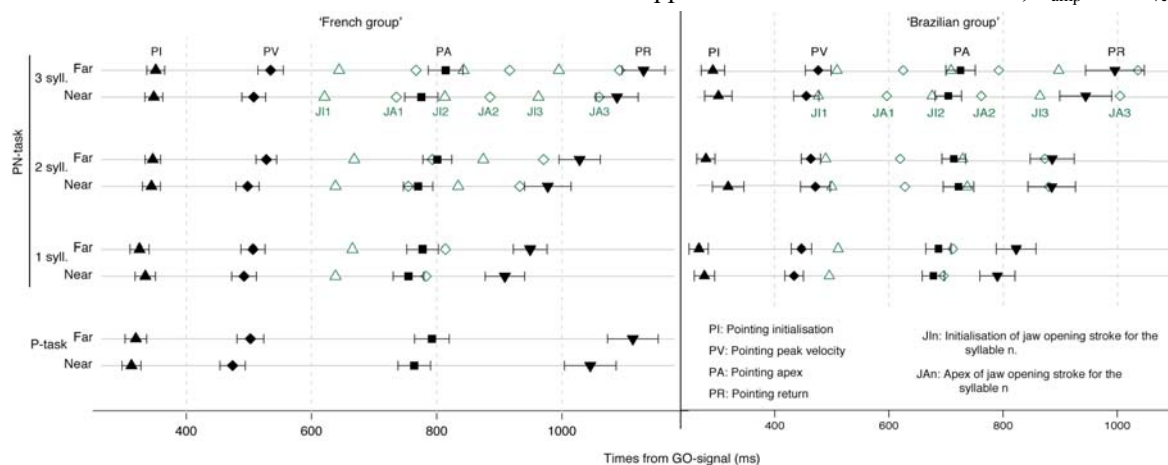 'French group'
'Brazilian group'
PI PV PA PR
PI PV PA PR
PN-task
3 syll. Far
Near
JI1 JA1 JI2 JA2 JI3 JA3
JI1 JA1 JI2 JA2 JI3 JA3
2 syll. Far
Near
1 syll. Far
Near
P-task Far
Near
PI: Pointing initialisation
PV: Pointing peak velocity
PA: Pointing apex
PR: Pointing return
JIn: Initialisation of jaw opening stroke for the
syllable n.
JAn: Apex of jaw opening stroke for the
syllable n
400 600 800 1000
400 600 800 1000
Times from GO-signal (ms)